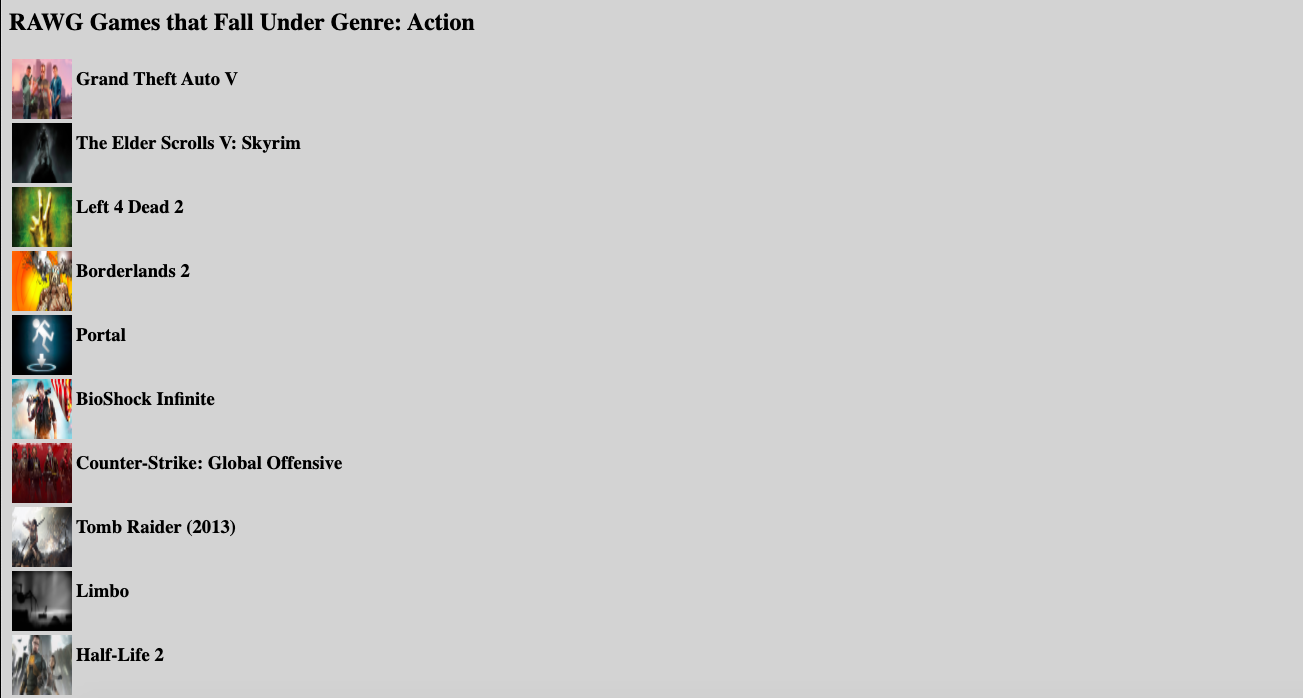 RAWG Games that Fall Under Genre: Action
Grand Theft Auto V
The Elder Scrolls V: Skyrim
Left 4 Dead 2
Borderlands 2
Portal
BioShock Infinite
Counter-Strike: Global Offensive
Tomb Raider (2013)
Limbo
Half-Life 2